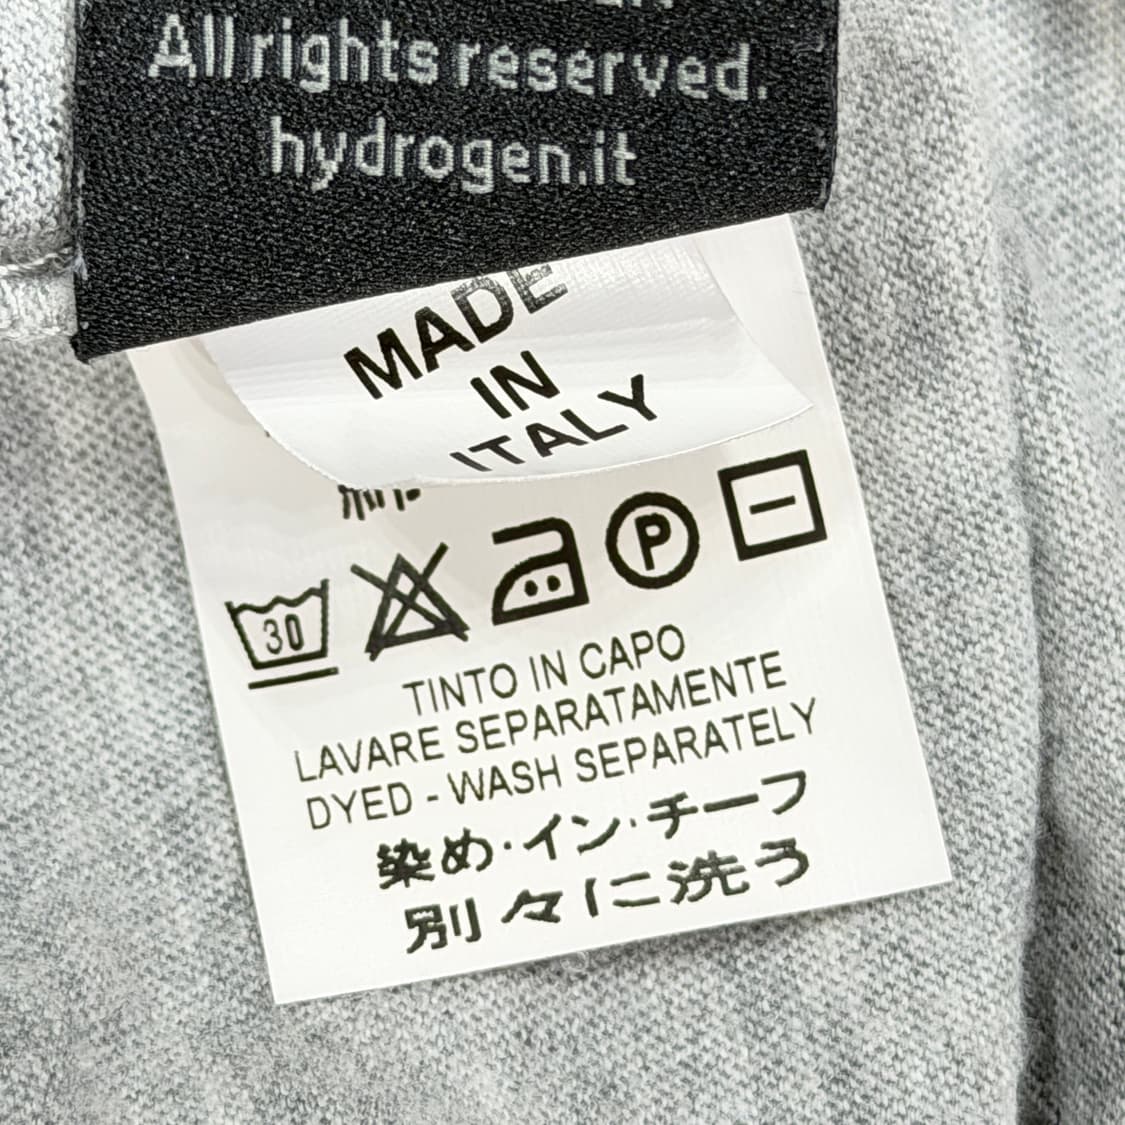 All rights reserved.
hydrogen.it
MADE
IN
ITALY
30
P
TINTO IN CAPO
LAVARE SEPARATAMENTE
DYED - WASH SEPARATELY
染め·イン·チーフ
別々に洗う